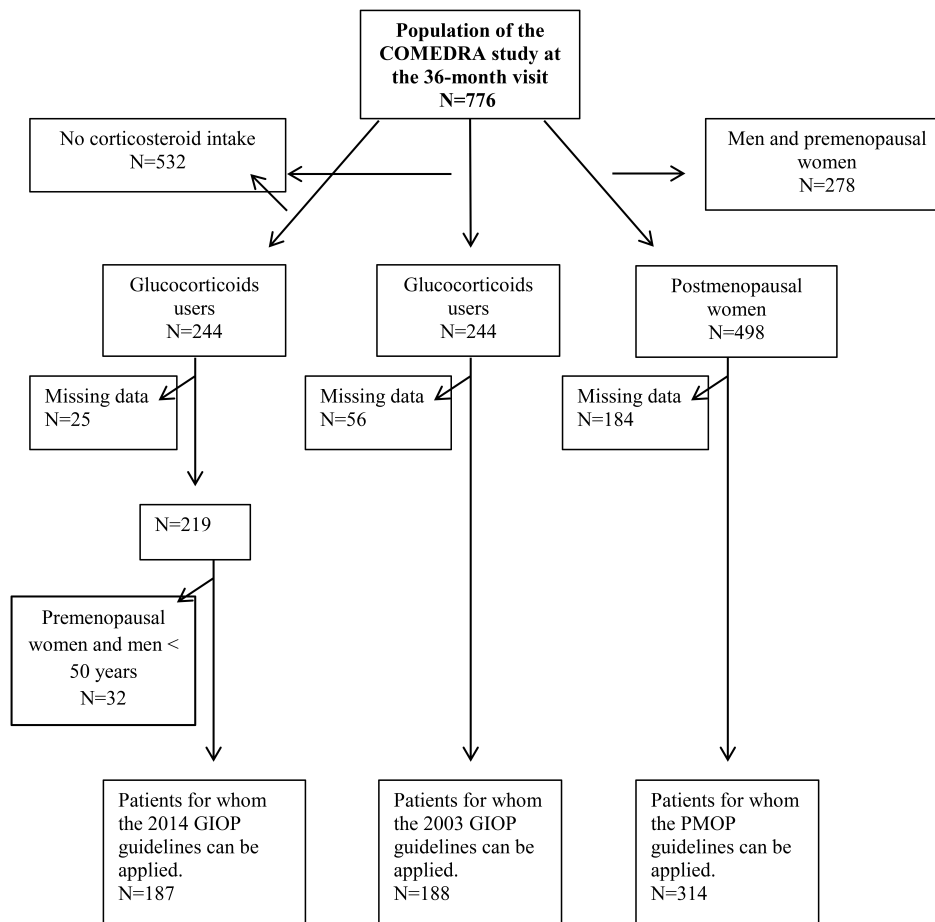 Population of the
COMEDRA study at
the 36-month visit
N=776
No corticosteroid intake
N=532
Men and premenopausal
women
N=278
Glucocorticoids
users
N=244
Glucocorticoids
users
N=244
Postmenopausal
women
N=498
Missing data
N=25
Missing data
N=56
Missing data
N=184
N=219
Premenopausal
women and men <
50 years
N=32
Patients for whom
the 2014 GIOP
guidelines can be
applied.
N=187
Patients for whom
the 2003 GIOP
guidelines can be
applied.
N=188
Patients for whom
the PMOP
guidelines can be
applied.
N=314